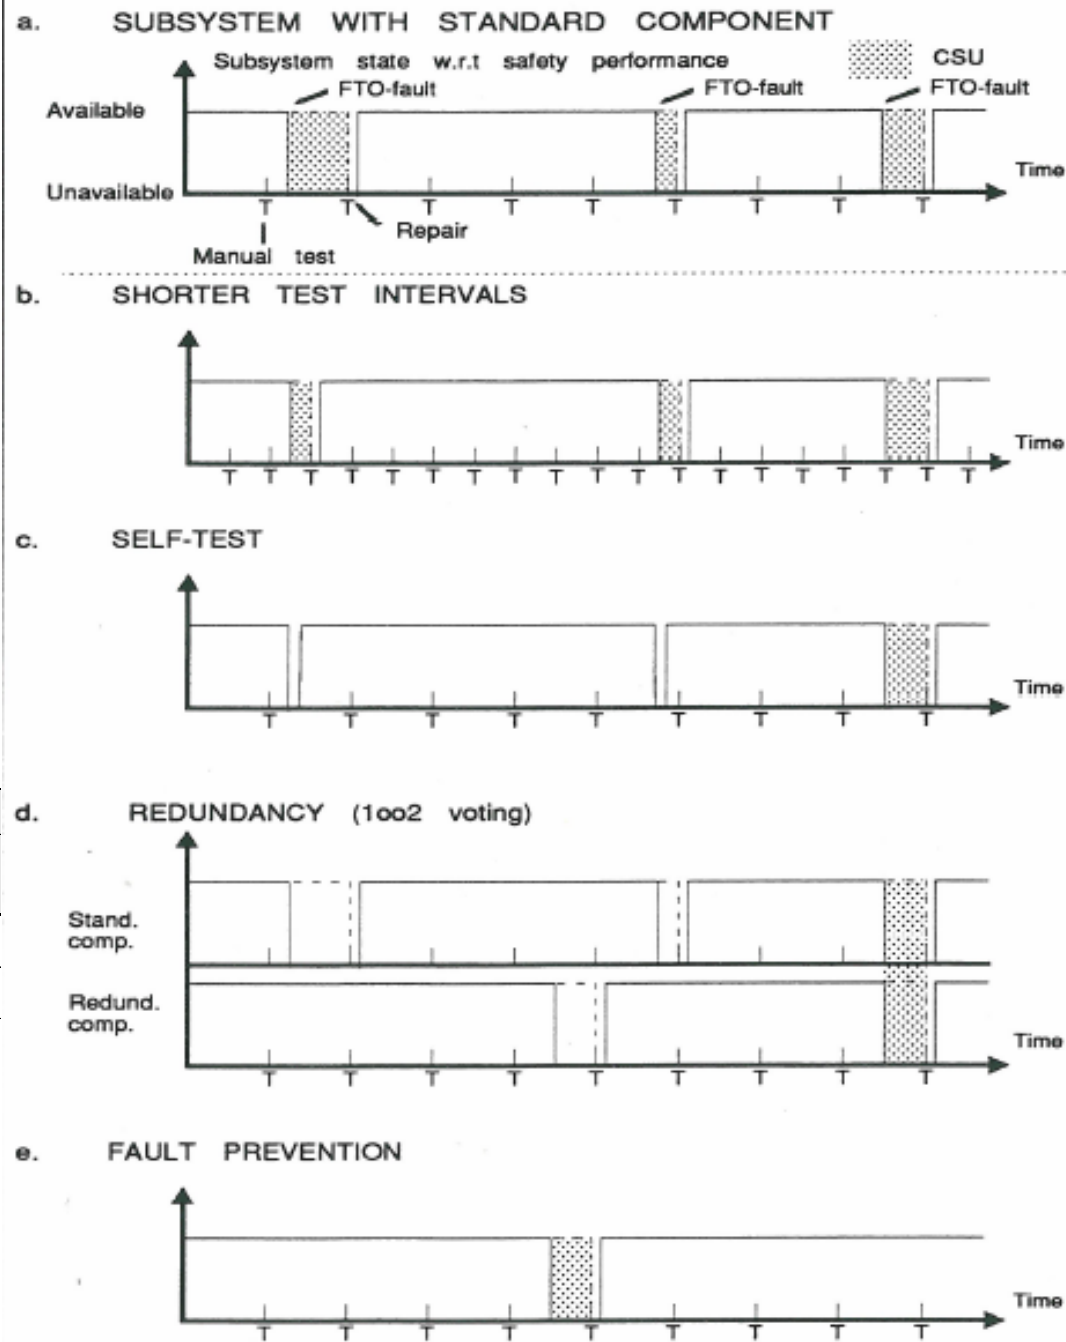 a. SUBSYSTEM WITH STANDARD COMPONENT
Subsystem state w.r.t safety performance
CSU
FTO-fault
FTO-fault
FTO-fault
Available
Unavailable
Time
T T T T T T T T T
Repair
Manual test
b. SHORTER TEST INTERVALS
Time
T T T T T T T T T T T T T T T T T T T
c. SELF-TEST
Time
T T T T T T T T T
d. REDUNDANCY (1oo2 voting)
Stand.
comp.
Redund.
comp.
Time
T T T T T T T T T
e. FAULT PREVENTION
Time
T T T T T T T T T